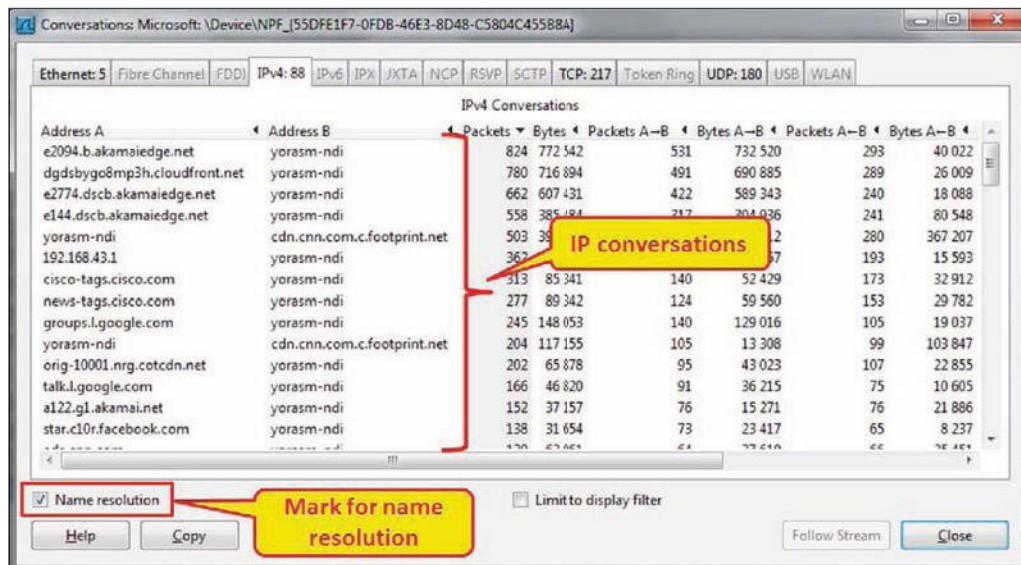 Conversations: Microsoft: \Device\NPF_{55DFE1F7-0FDB-46E3-8D48-C5804C45588A}
Ethernet: 5 Fibre Channel FDDI IPv4: 88 IPv6 IPX JXTA NCP RSVP SCTP TCP: 217 Token Ring UDP: 180 USB WLAN
IPv4 Conversations
Address A Address B Packets Bytes Packets A→B Bytes A→B Packets A←B Bytes A←B
e2094.b.akamaiedge.net yorasm-ndi 824 772 542 531 732 520 293 40 022
dgdsbygo8mp3h.cloudfront.net yorasm-ndi 780 716 894 491 690 885 289 26 009
e2774.dscb.akamaiedge.net yorasm-ndi 662 607 431 422 589 343 240 18 088
e144.dscb.akamaiedge.net yorasm-ndi 558 385 484 317 304 936 241 80 548
yorasm-ndi cdn.cnn.com.c.footprint.net 503 280 367 207
192.168.43.1 yorasm-ndi 362 193 15 593
IP conversations
cisco-tags.cisco.com yorasm-ndi 313 85 341 140 52 429 173 32 912
news-tags.cisco.com yorasm-ndi 277 89 342 124 59 560 153 29 782
groups.l.google.com yorasm-ndi 245 148 053 140 129 016 105 19 037
yorasm-ndi cdn.cnn.com.c.footprint.net 204 117 155 105 13 308 99 103 847
orig-10001.nrg.cotcdn.net yorasm-ndi 202 65 878 95 43 023 107 22 855
talk.l.google.com yorasm-ndi 166 46 820 91 36 215 75 10 605
a122.g1.akamai.net yorasm-ndi 152 37 157 76 15 271 76 21 886
star.c10r.facebook.com yorasm-ndi 138 31 654 73 23 417 65 8 237
Name resolution
Limit to display filter
Mark for name
resolution
Help Copy Follow Stream Close